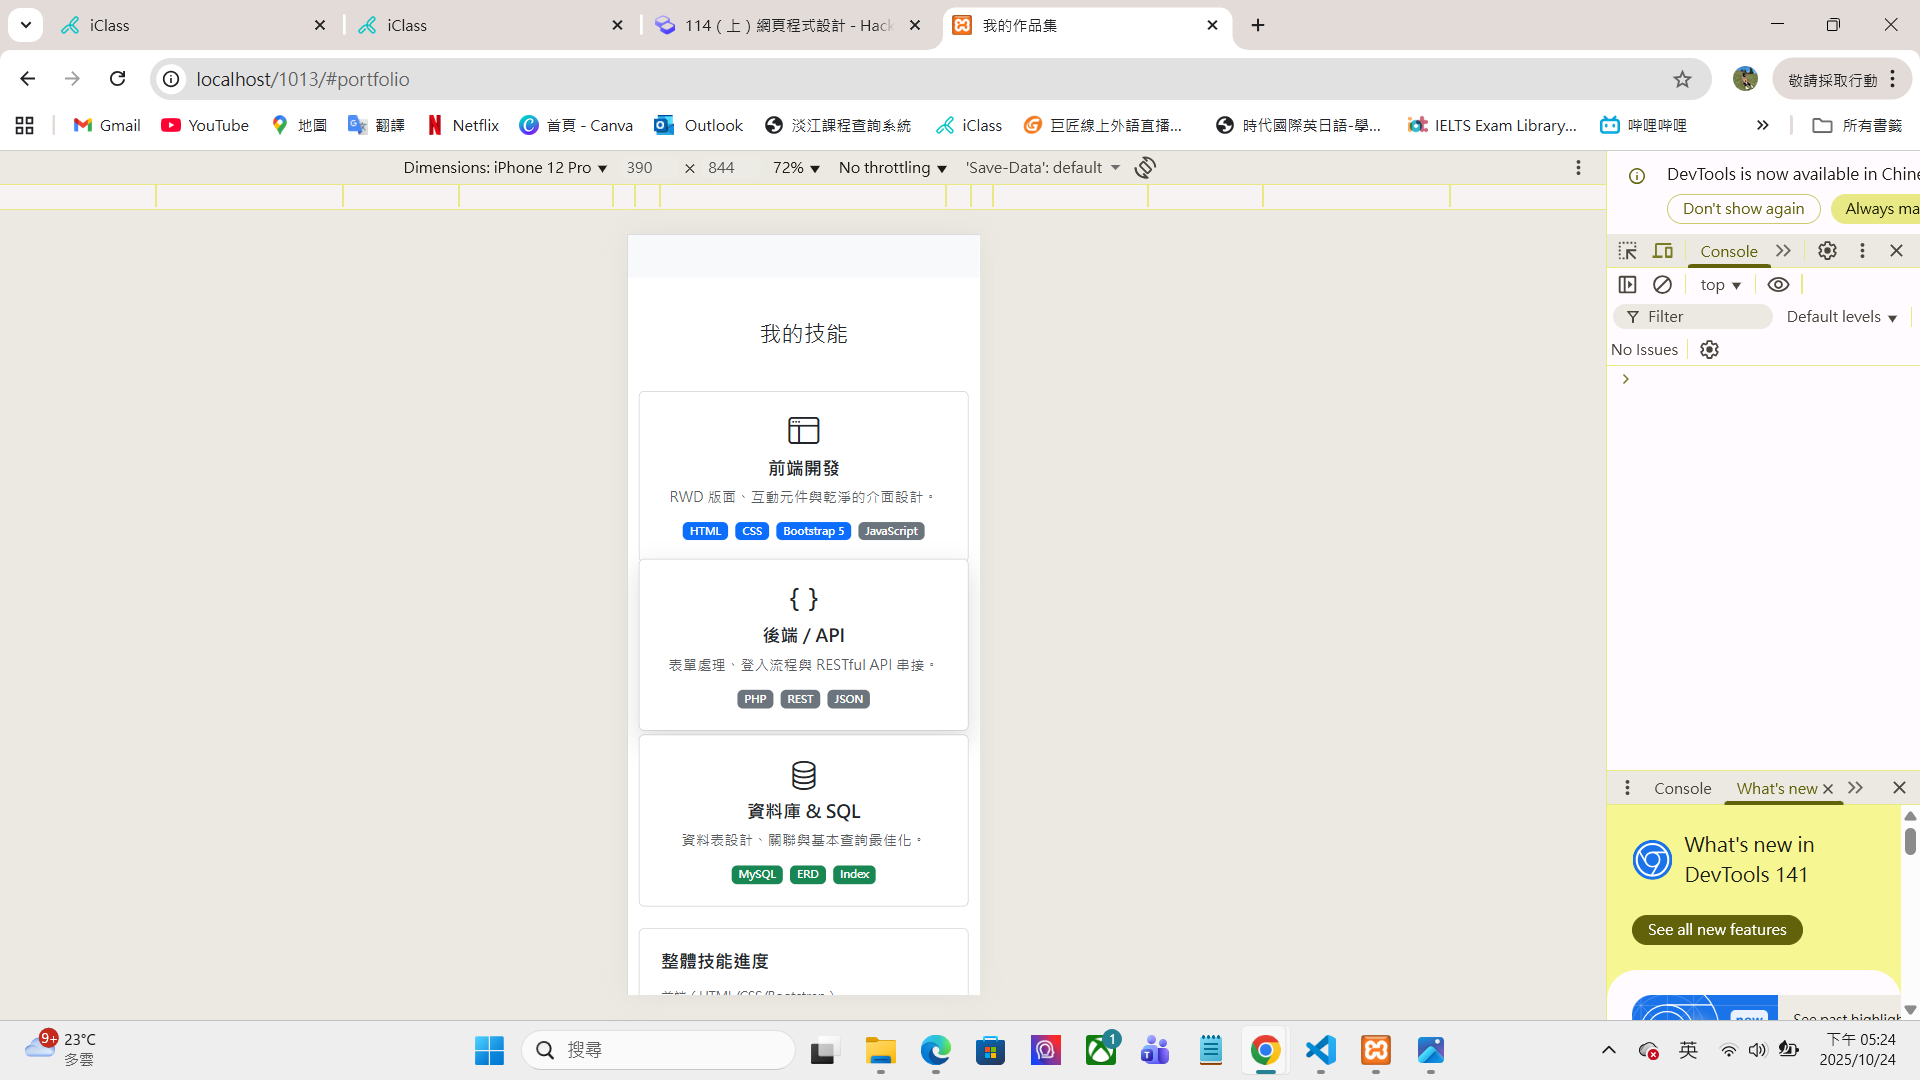 iClass
iClass
114（上）網頁程式設計 - Hack
我的作品集
localhost/1013/#portfolio
敬請採取行動
Gmail
YouTube
地圖
翻譯
Netflix
首頁 - Canva
Outlook
淡江課程查詢系統
iClass
巨匠線上外語直播...
時代國際英日語-學...
IELTS Exam Library...
哔哩哔哩
所有書籤
Dimensions: iPhone 12 Pro
390
×
844
72%
No throttling
'Save-Data': default
DevTools is now available in Chine
Don't show again
Always ma
Console
top
Filter
Default levels
No Issues
我的技能
前端開發
RWD 版面、互動元件與乾淨的介面設計。
HTML CSS Bootstrap 5 JavaScript
{ }
後端 / API
表單處理、登入流程與 RESTful API 串接。
PHP REST JSON
資料庫 & SQL
資料表設計、關聯與基本查詢最佳化。
MySQL ERD Index
整體技能進度
前端（HTML/CSS/Bootstrap）
Console
What's new
What's new in
DevTools 141
See all new features
new
See past highligh
9+
23°C
多雲
搜尋
1
英
下午 05:24
2025/10/24